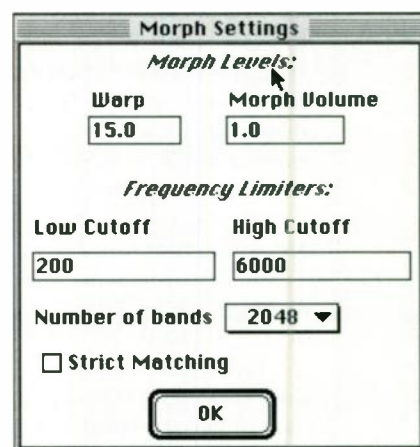 Morph Settings
Morph Levels:
Warp Morph Volume
15.0 1.0
Frequency Limiters:
Low Cutoff High Cutoff
200 6000
Number of bands 2048
Strict Matching
OK